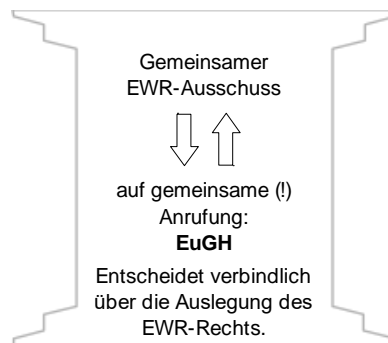 Gemeinsamer
EWR-Ausschuss
auf gemeinsame (!)
Anrufung:
EuGH
Entscheidet verbindlich
über die Auslegung des
EWR-Rechts.